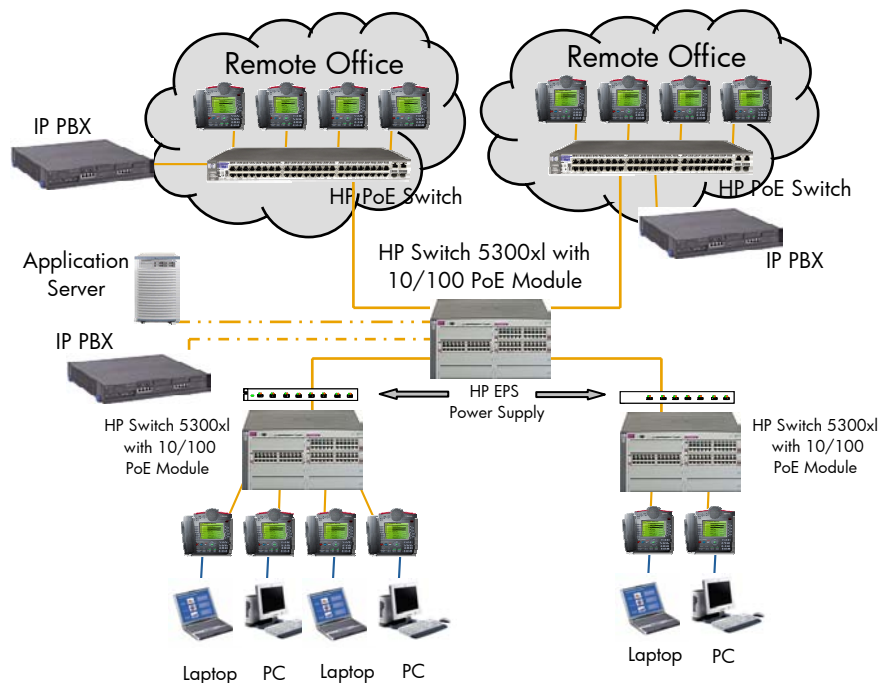 Remote Office
Remote Office
IP PBX
HP PoE Switch
HP PoE Switch
IP PBX
HP Switch 5300xl with
10/100 PoE Module
Application
Server
IP PBX
HP EPS
Power Supply
HP Switch 5300xl
with 10/100
PoE Module
HP Switch 5300xl
with 10/100
PoE Module
Laptop
PC
Laptop
PC
Laptop
PC